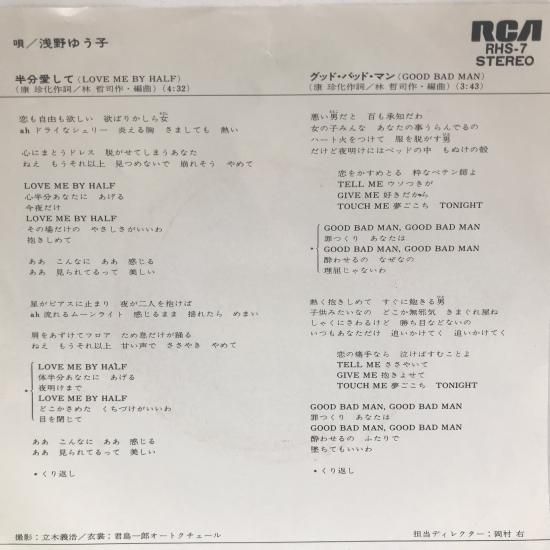 唄／浅野ゆう子
RCA
RHS-7
STEREO
半分愛して(LOVE ME BY HALF)
(康 珍化作詞／林 哲司作・編曲)(4:32)
恋も自由も欲しい 欲ばりかしら女
ah ドライなシェリー 炎える胸 さましても 熱い
心にまとうドレス 脱がせてしまうあなた
ねえ もうそれ以上 見つめないで 崩れそう やめて
LOVE ME BY HALF
心半分あなたに あげる
今夜だけ
LOVE ME BY HALF
その場だけの やさしさがいいわ
抱きしめて
ああ こんなに ああ 感じる
ああ 見られてるって 美しい
星がピアスに止まり 夜が二人を抱けば
ah 流れるムーンライト 感じるまま 揺れたら めまい
肩をあずけてフロア ため息だけが踊る
ねえ もうそれ以上 甘い声で ささやき やめて
LOVE ME BY HALF
体半分あなたに あげる
夜明けまで
LOVE ME BY HALF
どこかさめた くちづけがいいわ
目を閉じて
ああ こんなに ああ 感じる
ああ 見られてるって 美しい
＊くり返し
グッド・バッド・マン(GOOD BAD MAN)
(康 珍化作詞／林 哲司作・編曲)(3:43)
悪い男だと 百も承知だわ
女の子みんな あなたの事うらんでるの
ハート火をつけて 服を脱がすの
だけど夜明けにはベッドの中 もぬけの殻
恋をかすめとる 粋なペテン師よ
TELL ME ウソつきが
GIVE ME 好きだから
TOUCH ME 夢ごこち TONIGHT
GOOD BAD MAN, GOOD BAD MAN
罪つくり あなたは
＊GOOD BAD MAN, GOOD BAD MAN
酔わせるの なぜなの
理屈じゃないわ
熱く抱きしめて すぐに飽きる男
子供みたいなの どこか無邪気 きまぐれ屋ね
しゃくにさわるけど 勝ち目などないの
いつもあなただけ 追いかけてく 追いかけてく
恋の痛手なら 泣けばすむことよ
TELL ME ささやいて
GIVE ME 抱きよせて
TOUCH ME 夢ごこち TONIGHT
GOOD BAD MAN, GOOD BAD MAN
罪つくり あなたは
GOOD BAD MAN, GOOD BAD MAN
酔わせるの ふたりで
堕ちてもいいわ
＊くり返し
撮影：立木義浩／衣裳：君島一郎オートクチュール
担当ディレクター：岡村 右